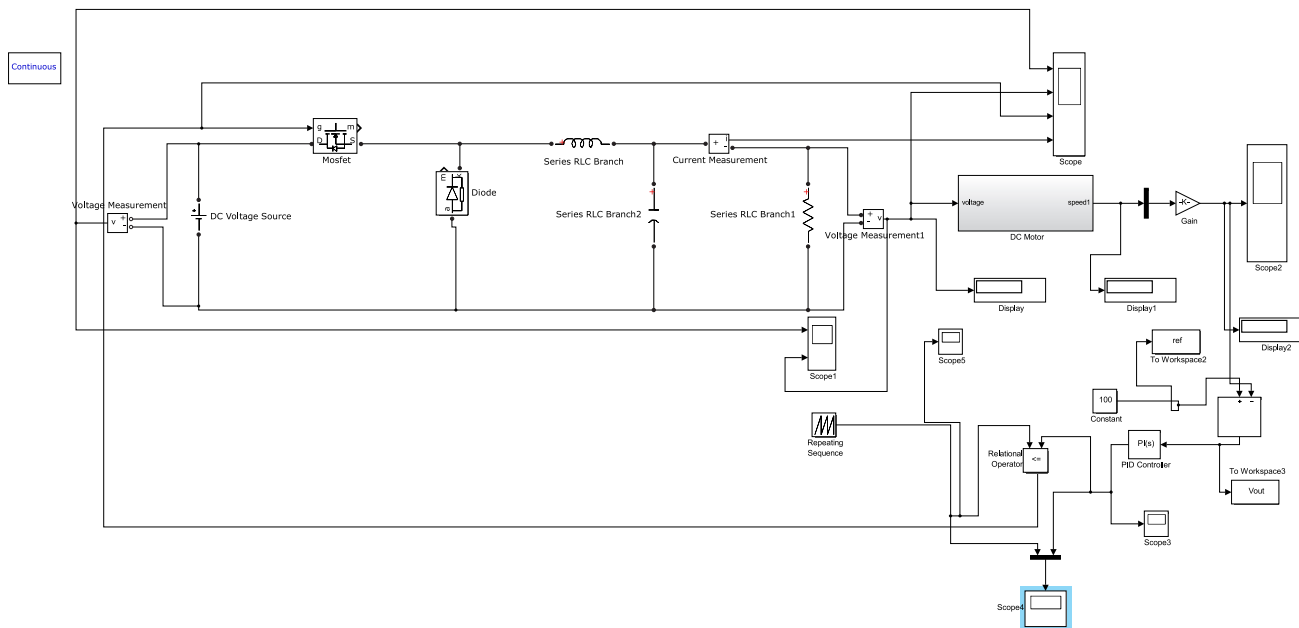 Continuous
g
m
D
S
Mosfet
Series RLC Branch
+
i
-
Current Measurement
Scope
Voltage Measurement
v
+
-
DC Voltage Source
m
k
a
Diode
Series RLC Branch2
Series RLC Branch1
+
-
v
Voltage Measurement1
voltage
speed1
DC Motor
-K-
Gain
Scope2
Display
Display1
Display2
Scope1
Scope5
ref
To Workspace2
100
Constant
+
-
Repeating
Sequence
Relational
Operator
<=
PI(s)
PID Controller
To Workspace3
Vout
Scope3
Scope4